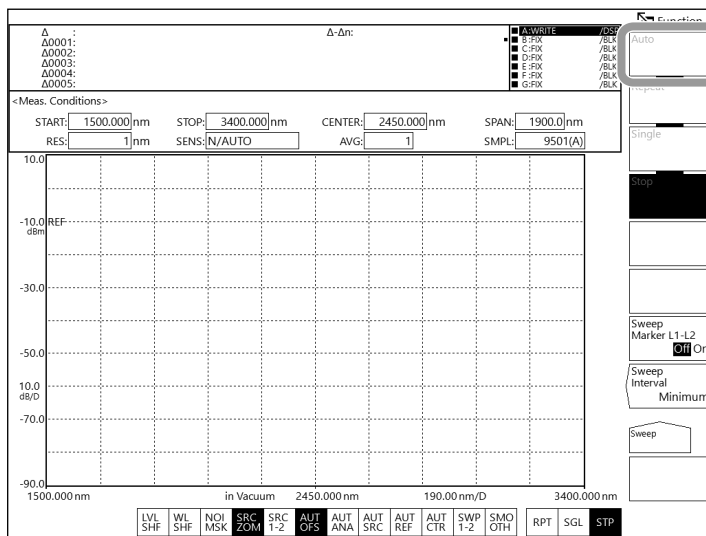 Function
Δ : Δ-Δn: A:WRITE /DSP
Δ0001: B:FIX /BLK
Δ0002: C:FIX /BLK
Δ0003: D:FIX /BLK
Δ0004: E:FIX /BLK
Δ0005: F:FIX /BLK
G:FIX /BLK
<Meas. Conditions>
START: 1500.000 nm STOP: 3400.000 nm CENTER: 2450.000 nm SPAN: 1900.0 nm
RES: 1 nm SENS: N/AUTO AVG: 1 SMPL: 9501(A)
10.0
-10.0 REF
dBm
-30.0
-50.0
10.0
dB/D
-70.0
-90.0
1500.000 nm in Vacuum 2450.000 nm 190.00 nm/D 3400.000 nm
LVL SHF
WL SHF
NOI MSK
SRC ZOM
SRC 1-2
AUT OFS
AUT ANA
AUT SRC
AUT REF
AUT CTR
SWP 1-2
SMO OTH
RPT
SGL
STP
Auto
Repeat
Single
Stop
Sweep
Marker L1-L2
Off On
Sweep
Interval
Minimum
Sweep